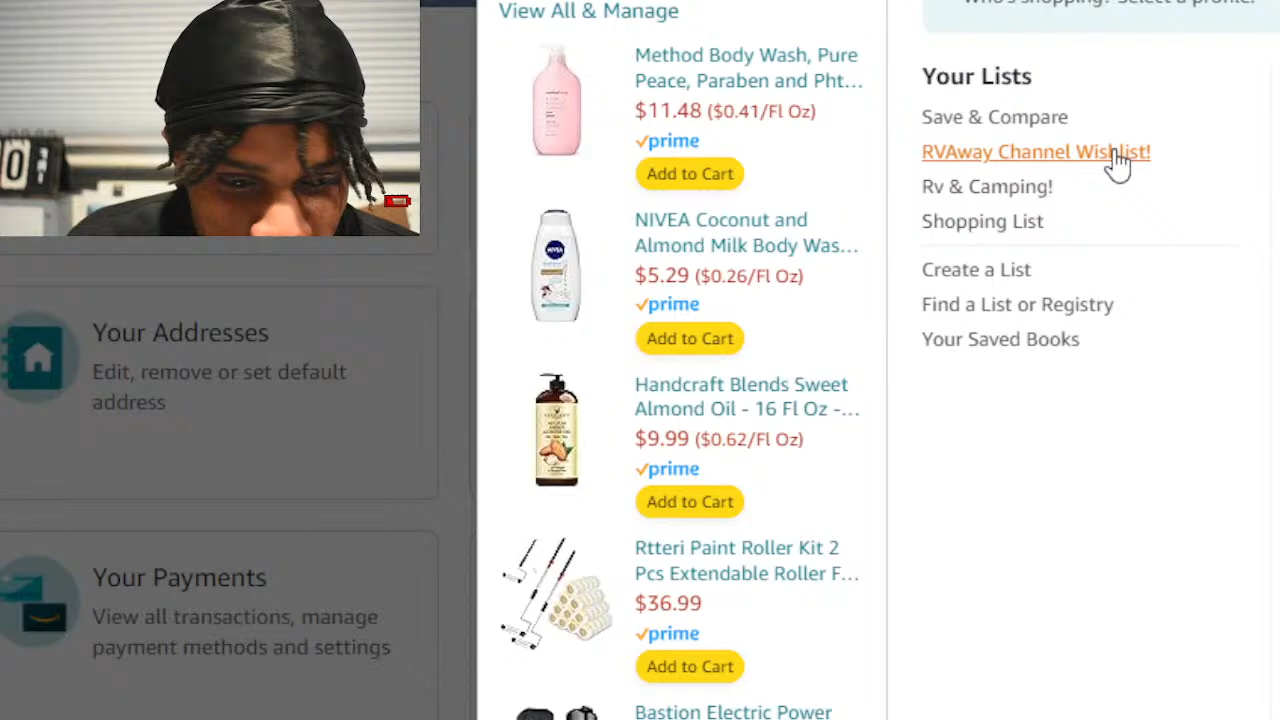 View All & Manage
Method Body Wash, Pure
Peace, Paraben and Pht...
$11.48 ($0.41/Fl Oz)
prime
Add to Cart
NIVEA Coconut and
Almond Milk Body Was...
$5.29 ($0.26/Fl Oz)
prime
Add to Cart
Handcraft Blends Sweet
Almond Oil - 16 Fl Oz -...
$9.99 ($0.62/Fl Oz)
prime
Add to Cart
Rtteri Paint Roller Kit 2
Pcs Extendable Roller F...
$36.99
prime
Add to Cart
Bastion Electric Power
Who's shopping? Select a profile.
Your Lists
Save & Compare
RVAway Channel Wishlist!
Rv & Camping!
Shopping List
Create a List
Find a List or Registry
Your Saved Books
Your Addresses
Edit, remove or set default
address
Your Payments
View all transactions, manage
payment methods and settings
NIVEA